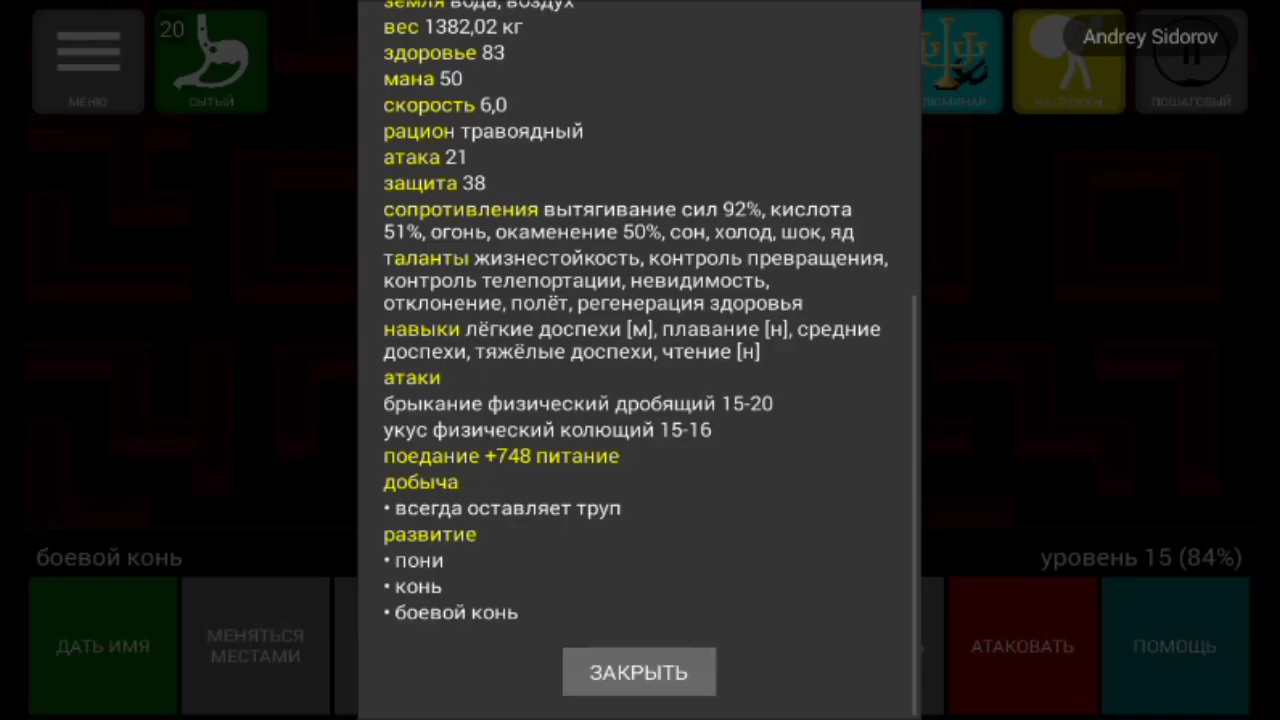 земля вода, воздух
вес 1382,02 кг
20
здоровье 83
Andrey Sidorov
мана 50
МЕНЮ
СЫТЫЙ
ЛЮМИНАР
НАГРУЖЕН
ПОШАГОВЫЙ
скорость 6,0
рацион травоядный
атака 21
защита 38
сопротивления вытягивание сил 92%, кислота
51%, огонь, окаменение 50%, сон, холод, шок, яд
таланты жизнестойкость, контроль превращения,
контроль телепортации, невидимость,
отклонение, полёт, регенерация здоровья
навыки лёгкие доспехи [м], плавание [н], средние
доспехи, тяжёлые доспехи, чтение [н]
атаки
брыкание физический дробящий 15-20
укус физический колющий 15-16
поедание +748 питание
добыча
• всегда оставляет труп
развитие
• пони
• конь
• боевой конь
боевой конь
уровень 15 (84%)
ДАТЬ ИМЯ
МЕНЯТЬСЯ
МЕСТАМИ
АТАКОВАТЬ
ПОМОЩЬ
ЗАКРЫТЬ